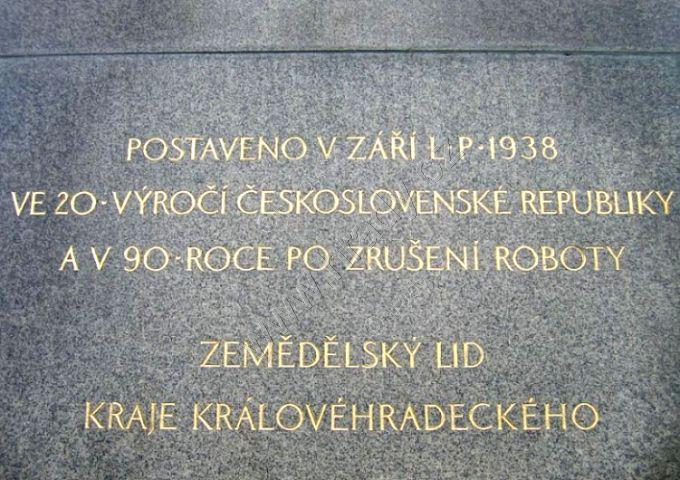 POSTAVENO V ZÁŘÍ L·P·1938
VE 20·VÝROČÍ ČESKOSLOVENSKÉ REPUBLIKY
A V 90·ROCE PO ZRUŠENÍ ROBOTY
ZEMĚDĚLSKÝ LID
KRAJE KRÁLOVÉHRADECKÉHO